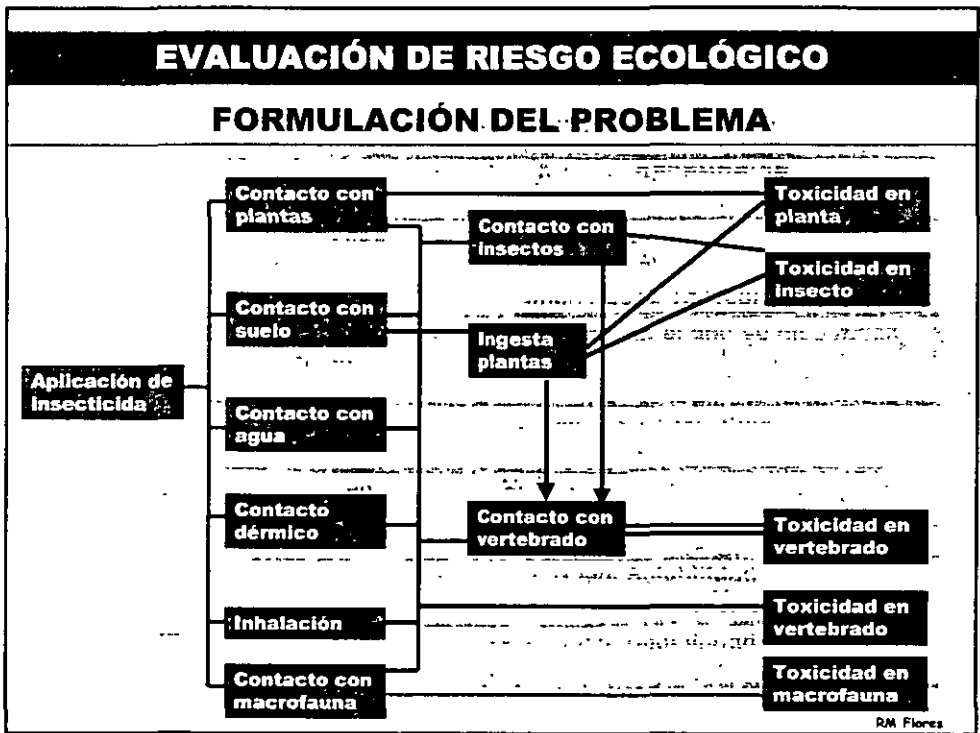 EVALUACIÓN DE RIESGO ECOLÓGICO
FORMULACIÓN DEL PROBLEMA
Contacto con
plantas
Contacto con
suelo
Aplicación de
insecticida
Contacto con
agua
Contacto
dérmico
Inhalación
Contacto con
macrofauna
Contacto con
insectos
Ingesta
plantas
Contacto con
vertebrado
Toxicidad en
planta
Toxicidad en
insecto
Toxicidad en
vertebrado
Toxicidad en
vertebrado
Toxicidad en
macrofauna
RM Flores